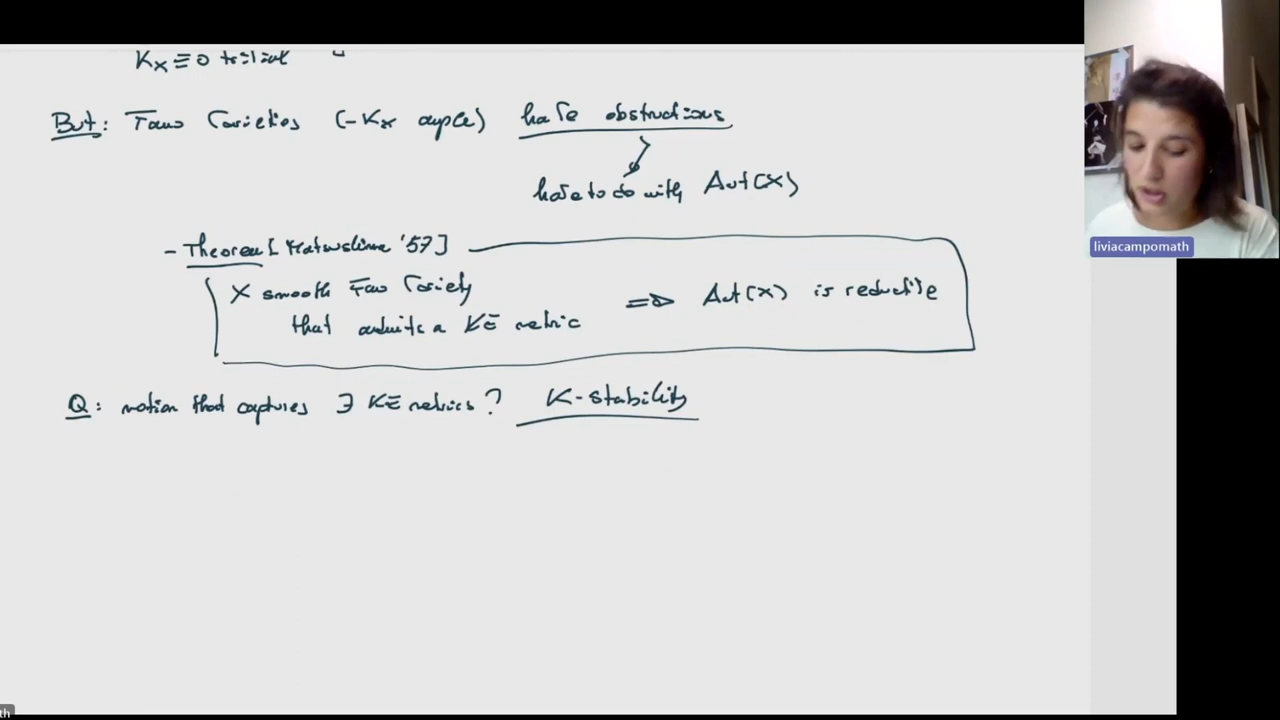 K_X ≡ 0
But: Fano varieties (-K_X ample) have obstructions
have to do with Aut(X)
- Theorem [Matsushima '57]
X smooth Fano variety
that admits a KE metric ⟹ Aut(X) is reductive
Q: notion that captures ∃ KE metrics? K-stability
liviacampomath
th